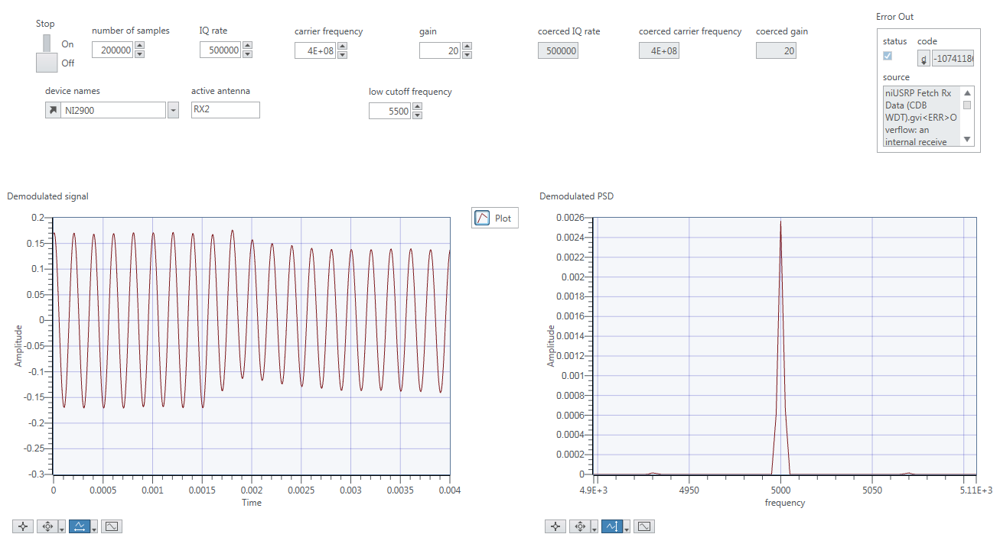 Stop
On
Off
number of samples
200000
IQ rate
500000
carrier frequency
4E+08
gain
20
coerced IQ rate
500000
coerced carrier frequency
4E+08
coerced gain
20
Error Out
status
code
d
-10741186
source
niUSRP Fetch Rx
Data (CDB
WDT).gvi<ERR>O
verflow: an
internal receive
device names
NI2900
active antenna
RX2
low cutoff frequency
5500
Demodulated signal
Plot
Amplitude
0.2
0.15
0.1
0.05
0
-0.05
-0.1
-0.15
-0.2
-0.25
-0.3
0 0.0005 0.001 0.0015 0.002 0.0025 0.003 0.0035 0.004
Time
Demodulated PSD
Amplitude
0.0026
0.0024
0.0022
0.002
0.0018
0.0016
0.0014
0.0012
0.001
0.0008
0.0006
0.0004
0.0002
0
4.9E+3 4950 5000 5050 5.11E+3
frequency